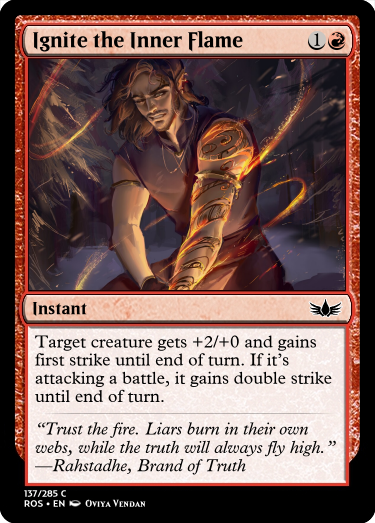 Ignite the Inner Flame 1
Instant
Target creature gets +2/+0 and gains
first strike until end of turn. If it's
attacking a battle, it gains double strike
until end of turn.
“Trust the fire. Liars burn in their own
webs, while the truth will always fly high.”
—Rahstadhe, Brand of Truth
137/285 C
ROS • EN Oviya Vendan